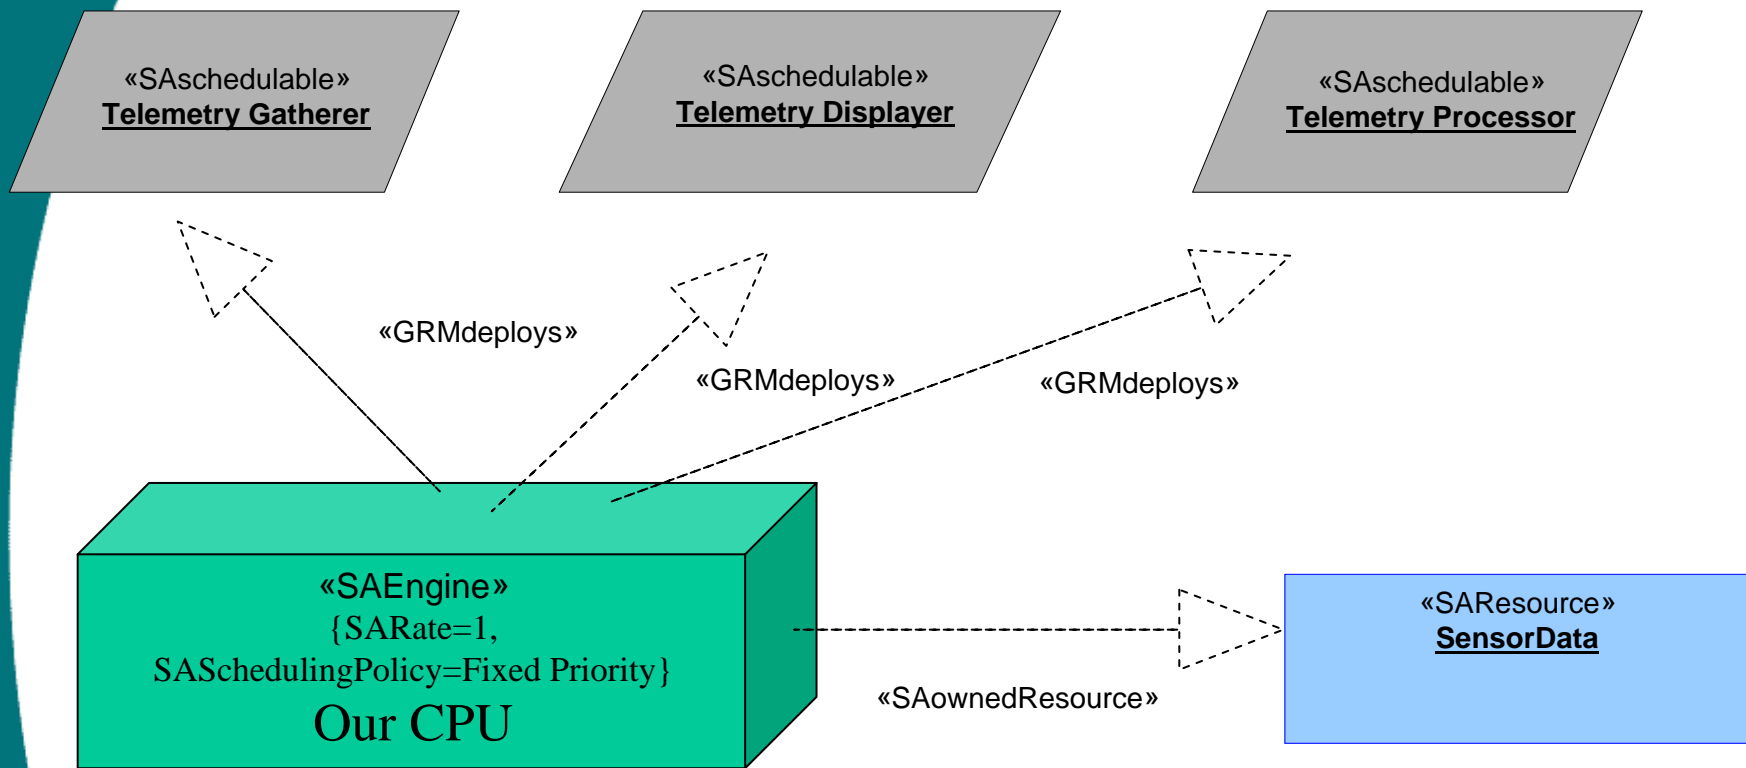 «SAschedulable»
Telemetry Gatherer
«SAschedulable»
Telemetry Displayer
«SAschedulable»
Telemetry Processor
«GRMdeploys»
«GRMdeploys»
«GRMdeploys»
«SAEngine»
{SARate=1,
SASchedulingPolicy=Fixed Priority}
Our CPU
«SAownedResource»
«SAResource»
SensorData